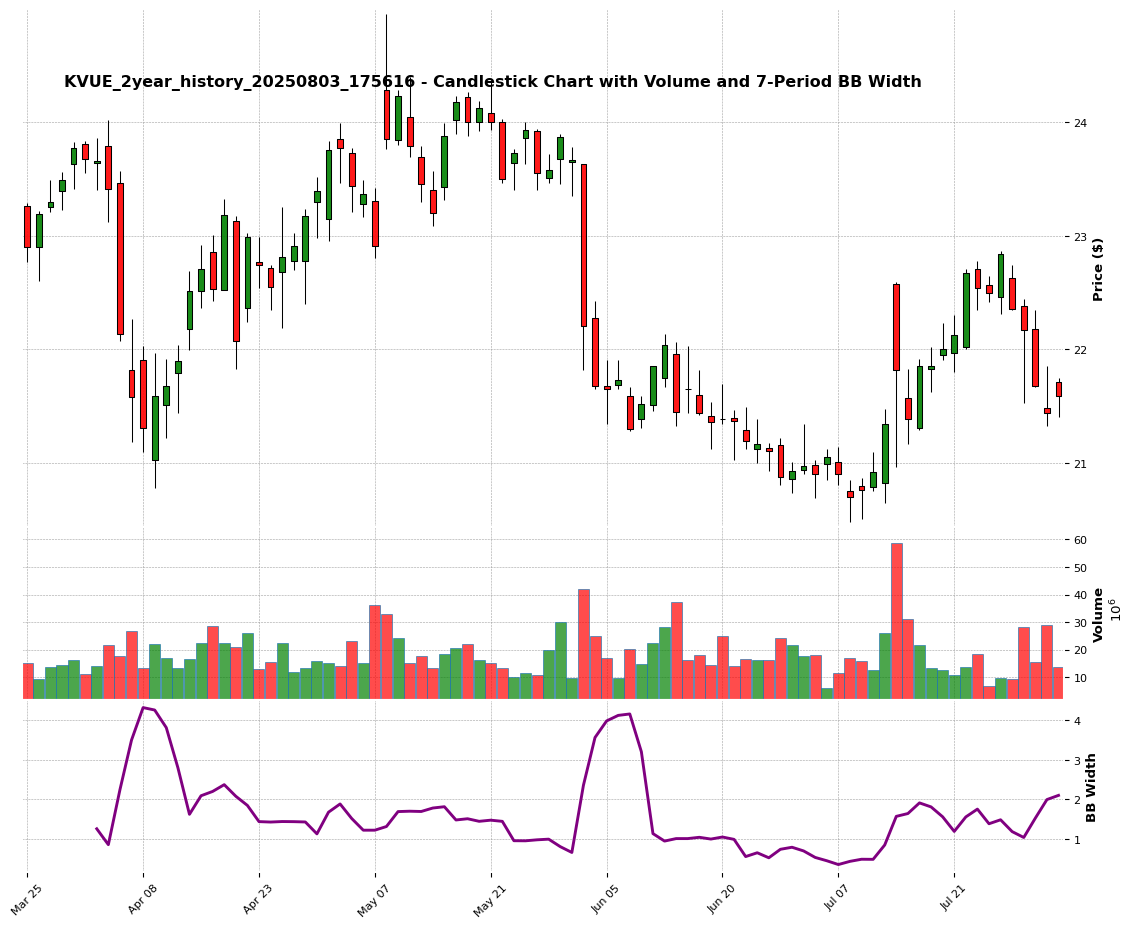 KVUE_2year_history_20250803_175616 - Candlestick Chart with Volume and 7-Period BB Width
24
23
22
21
Price ($)
60
50
40
30
20
10
Volume
10^6
4
3
2
1
BB Width
Mar 25
Apr 08
Apr 23
May 07
May 21
Jun 05
Jun 20
Jul 07
Jul 21